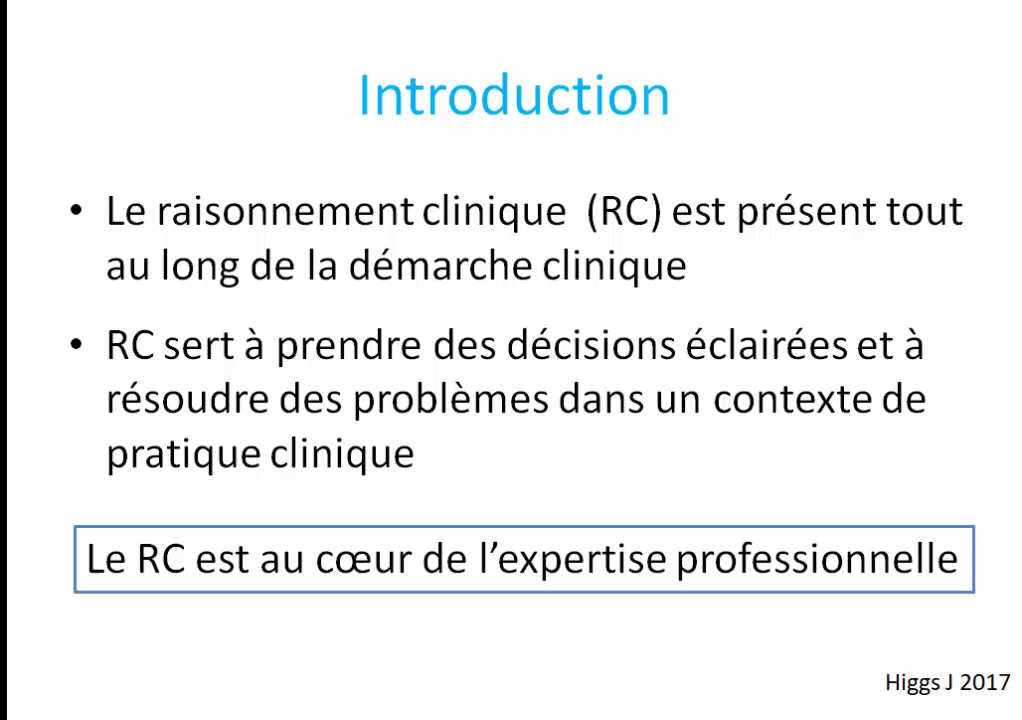 Introduction
• Le raisonnement clinique (RC) est présent tout
au long de la démarche clinique
• RC sert à prendre des décisions éclairées et à
résoudre des problèmes dans un contexte de
pratique clinique
Le RC est au cœur de l’expertise professionnelle
Higgs J 2017